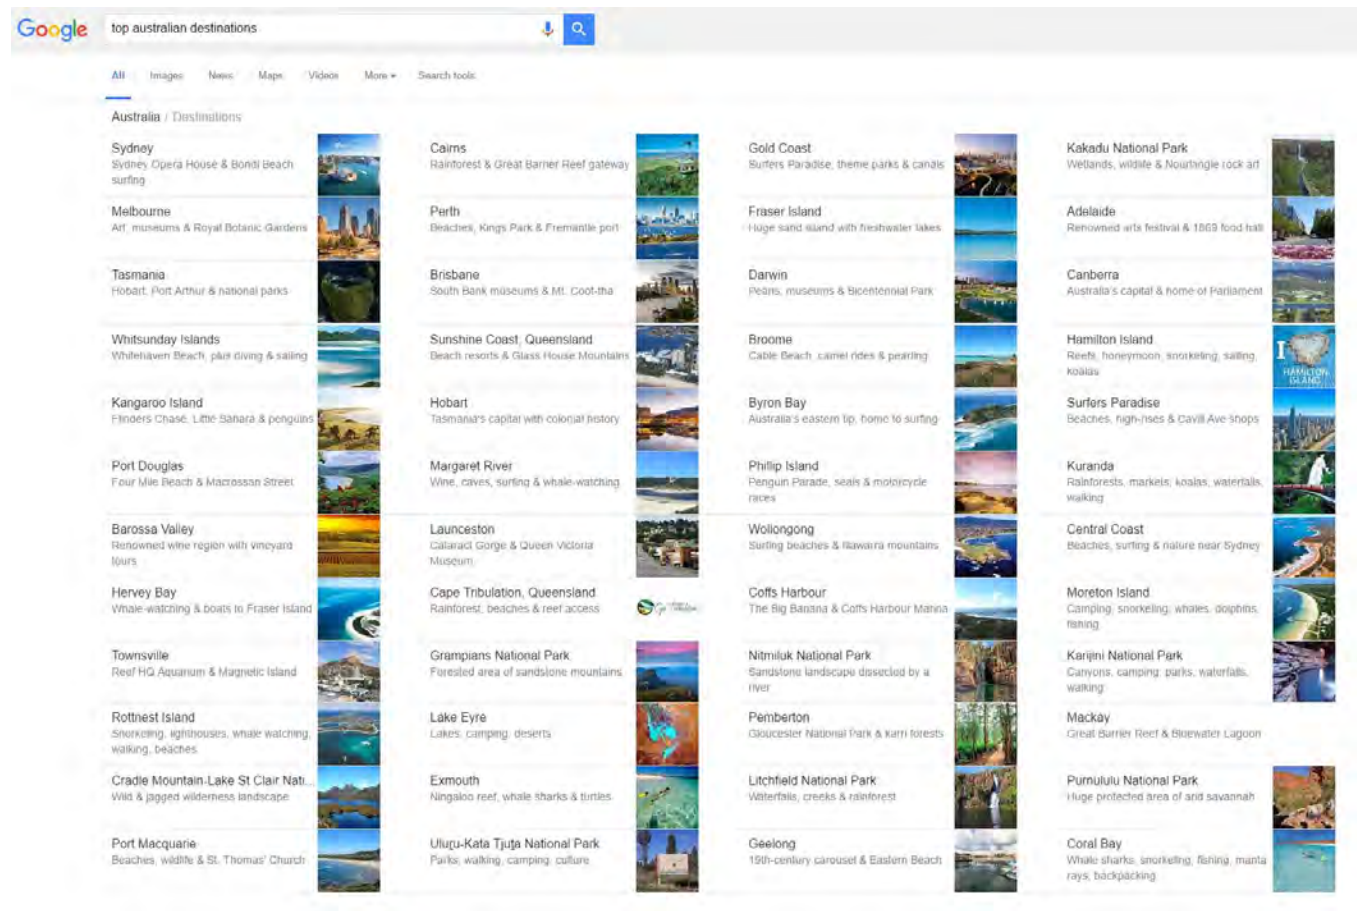 Google
top australian destinations
All Images News Maps Videos More Search tools
Australia / Destinations
Sydney
Sydney Opera House & Bondi Beach
surfing
Cairns
Rainforest & Great Barrier Reef gateway
Gold Coast
Surfers Paradise, theme parks & canals
Kakadu National Park
Wetlands, wildlife & Nourlangie rock art
Melbourne
Art, museums & Royal Botanic Gardens
Perth
Beaches, Kings Park & Fremantle port
Fraser Island
Huge sand island with freshwater lakes
Adelaide
Renowned arts festival & 1869 food hall
Tasmania
Hobart, Port Arthur & national parks
Brisbane
South Bank museums & Mt. Coot-tha
Darwin
Pearls, museums & Bicentennial Park
Canberra
Australia's capital & home of Parliament
Whitsunday Islands
Whitehaven Beach, plus diving & sailing
Sunshine Coast, Queensland
Beach resorts & Glass House Mountains
Broome
Cable Beach, camel rides & pearling
Hamilton Island
Reefs, honeymoon, snorkeling, sailing,
koalas
I
HAMILTON
ISLAND
Kangaroo Island
Flinders Chase, Little Sahara & penguins
Hobart
Tasmania's capital with colonial history
Byron Bay
Australia's eastern tip, home to surfing
Surfers Paradise
Beaches, high-rises & Cavill Ave shops
Port Douglas
Four Mile Beach & Macrossan Street
Margaret River
Wine, caves, surfing & whale-watching
Phillip Island
Penguin Parade, seals & motorcycle
races
Kuranda
Rainforests, markets, koalas, waterfalls,
walking
Barossa Valley
Renowned wine region with vineyard
tours
Launceston
Cataract Gorge & Queen Victoria
Museum
Wollongong
Surfing beaches & Illawarra mountains
Central Coast
Beaches, surfing & nature near Sydney
Hervey Bay
Whale-watching & boats to Fraser Island
Cape Tribulation, Queensland
Rainforest, beaches & reef access
Coffs Harbour
The Big Banana & Coffs Harbour Marina
Moreton Island
Camping, snorkeling, whales, dolphins,
fishing
Townsville
Reef HQ Aquarium & Magnetic Island
Grampians National Park
Forested area of sandstone mountains
Nitmiluk National Park
Sandstone landscape dissected by a
river
Karijini National Park
Canyons, camping, parks, waterfalls,
walking
Rottnest Island
Snorkeling, lighthouses, whale watching,
walking, beaches
Lake Eyre
Lakes, camping, deserts
Pemberton
Gloucester National Park & karri forests
Mackay
Great Barrier Reef & Bluewater Lagoon
Cradle Mountain-Lake St Clair Nati...
Wild & jagged wilderness landscape
Exmouth
Ningaloo reef, whale sharks & turtles
Litchfield National Park
Waterfalls, creeks & rainforest
Purnululu National Park
Huge protected area of arid savannah
Port Macquarie
Beaches, wildlife & St. Thomas' Church
Uluṟu-Kata Tjuṯa National Park
Parks, walking, camping, culture
Geelong
19th-century carousel & Eastern Beach
Coral Bay
Whale sharks, snorkeling, fishing, manta
rays, backpacking